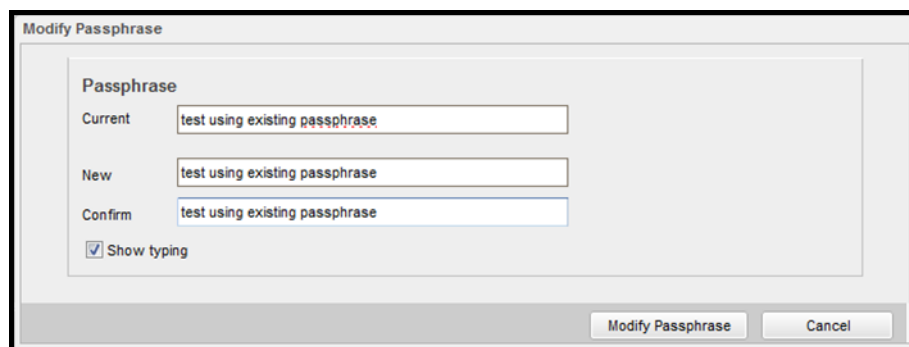 Modify Passphrase
Passphrase
Current test using existing passphrase
New test using existing passphrase
Confirm test using existing passphrase
Show typing
Modify Passphrase Cancel